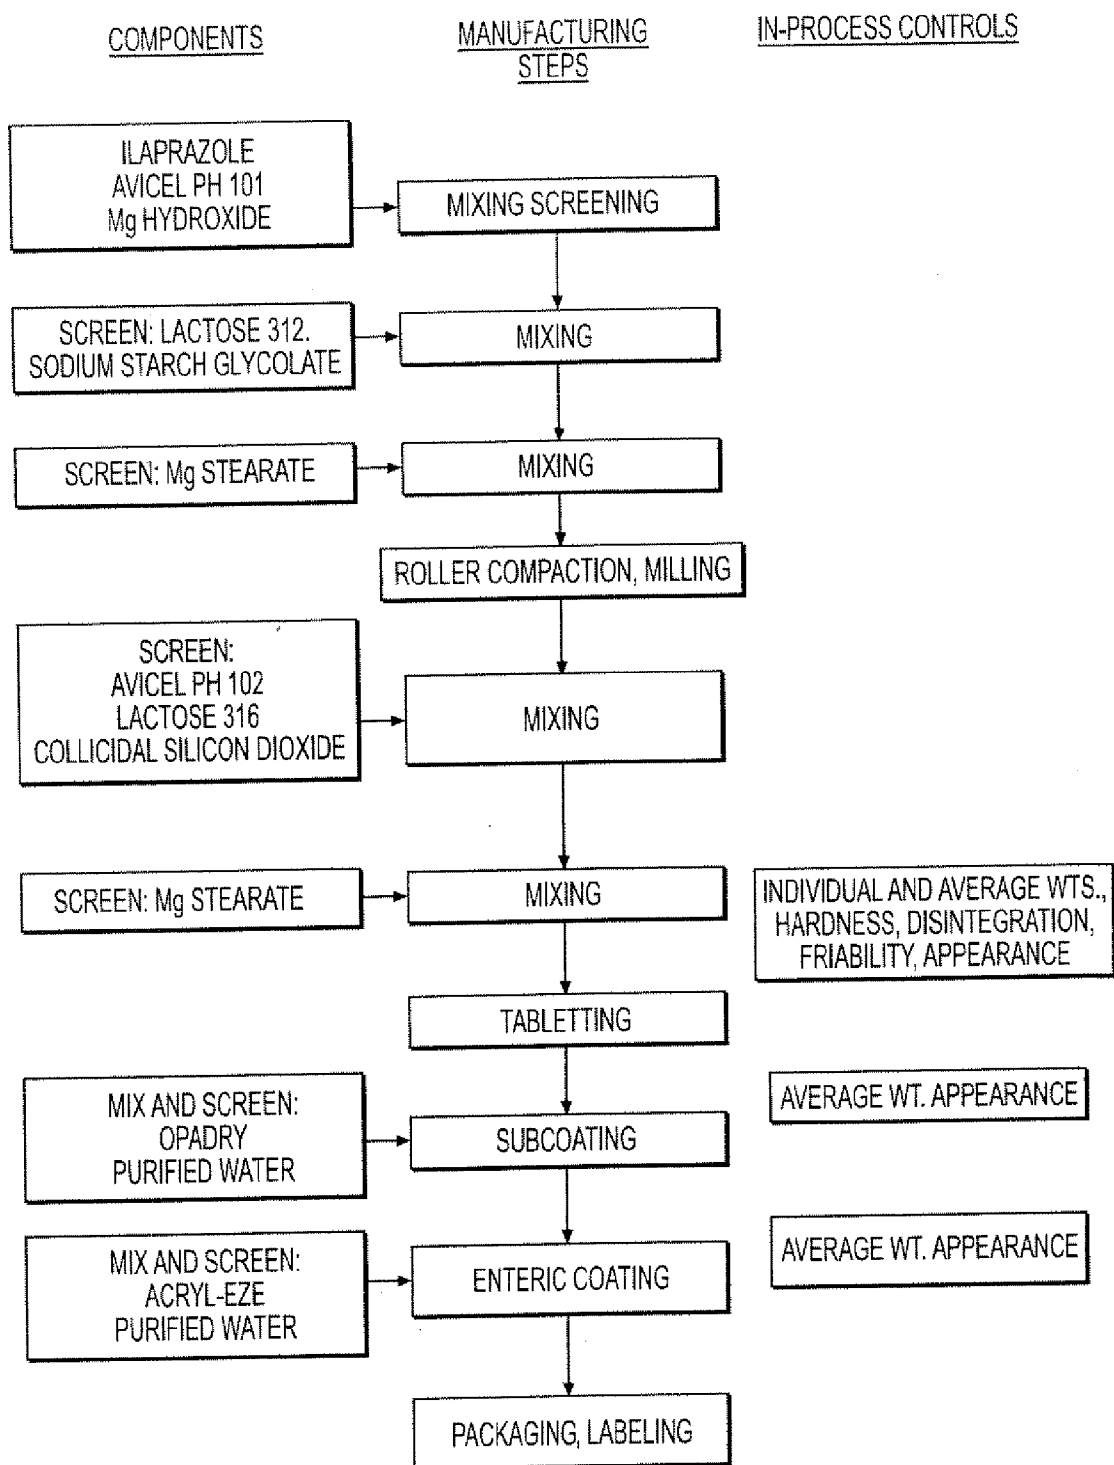 COMPONENTS
MANUFACTURING
STEPS
IN-PROCESS CONTROLS
ILAPRAZOLE
AVICEL PH 101
Mg HYDROXIDE
MIXING SCREENING
SCREEN: LACTOSE 312.
SODIUM STARCH GLYCOLATE
MIXING
SCREEN: Mg STEARATE
MIXING
ROLLER COMPACTION, MILLING
SCREEN:
AVICEL PH 102
LACTOSE 316
COLLICIDAL SILICON DIOXIDE
MIXING
SCREEN: Mg STEARATE
MIXING
INDIVIDUAL AND AVERAGE WTS.,
HARDNESS, DISINTEGRATION,
FRIABILITY, APPEARANCE
TABLETTING
MIX AND SCREEN:
OPADRY
PURIFIED WATER
SUBCOATING
AVERAGE WT. APPEARANCE
MIX AND SCREEN:
ACRYL-EZE
PURIFIED WATER
ENTERIC COATING
AVERAGE WT. APPEARANCE
PACKAGING, LABELING